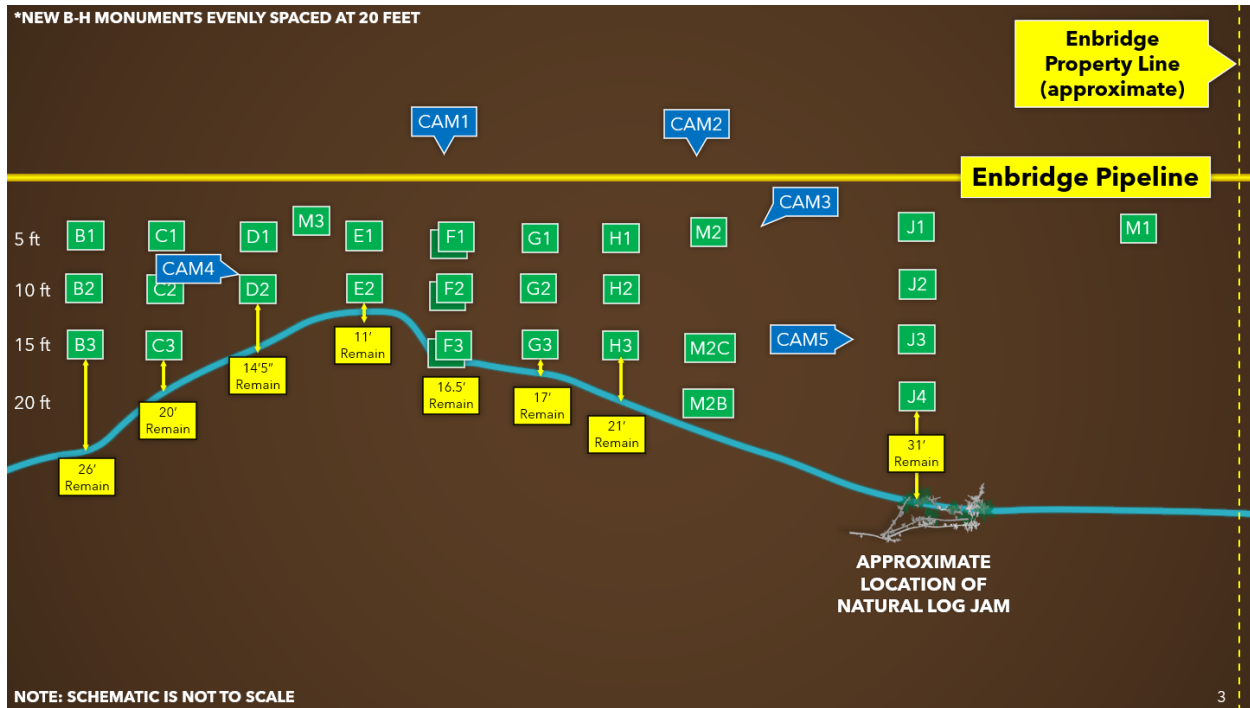 *NEW B-H MONUMENTS EVENLY SPACED AT 20 FEET
Enbridge
Property Line
(approximate)
CAM1
CAM2
Enbridge Pipeline
CAM3
5 ft
B1
C1
D1
M3
E1
F1
G1
H1
M2
J1
M1
CAM4
10 ft
B2
C2
D2
E2
F2
G2
H2
J2
15 ft
B3
C3
14'5"
Remain
11'
Remain
F3
G3
H3
M2C
CAM5
J3
20 ft
20'
Remain
16.5'
Remain
17'
Remain
21'
Remain
M2B
J4
26'
Remain
31'
Remain
APPROXIMATE
LOCATION OF
NATURAL LOG JAM
NOTE: SCHEMATIC IS NOT TO SCALE
3